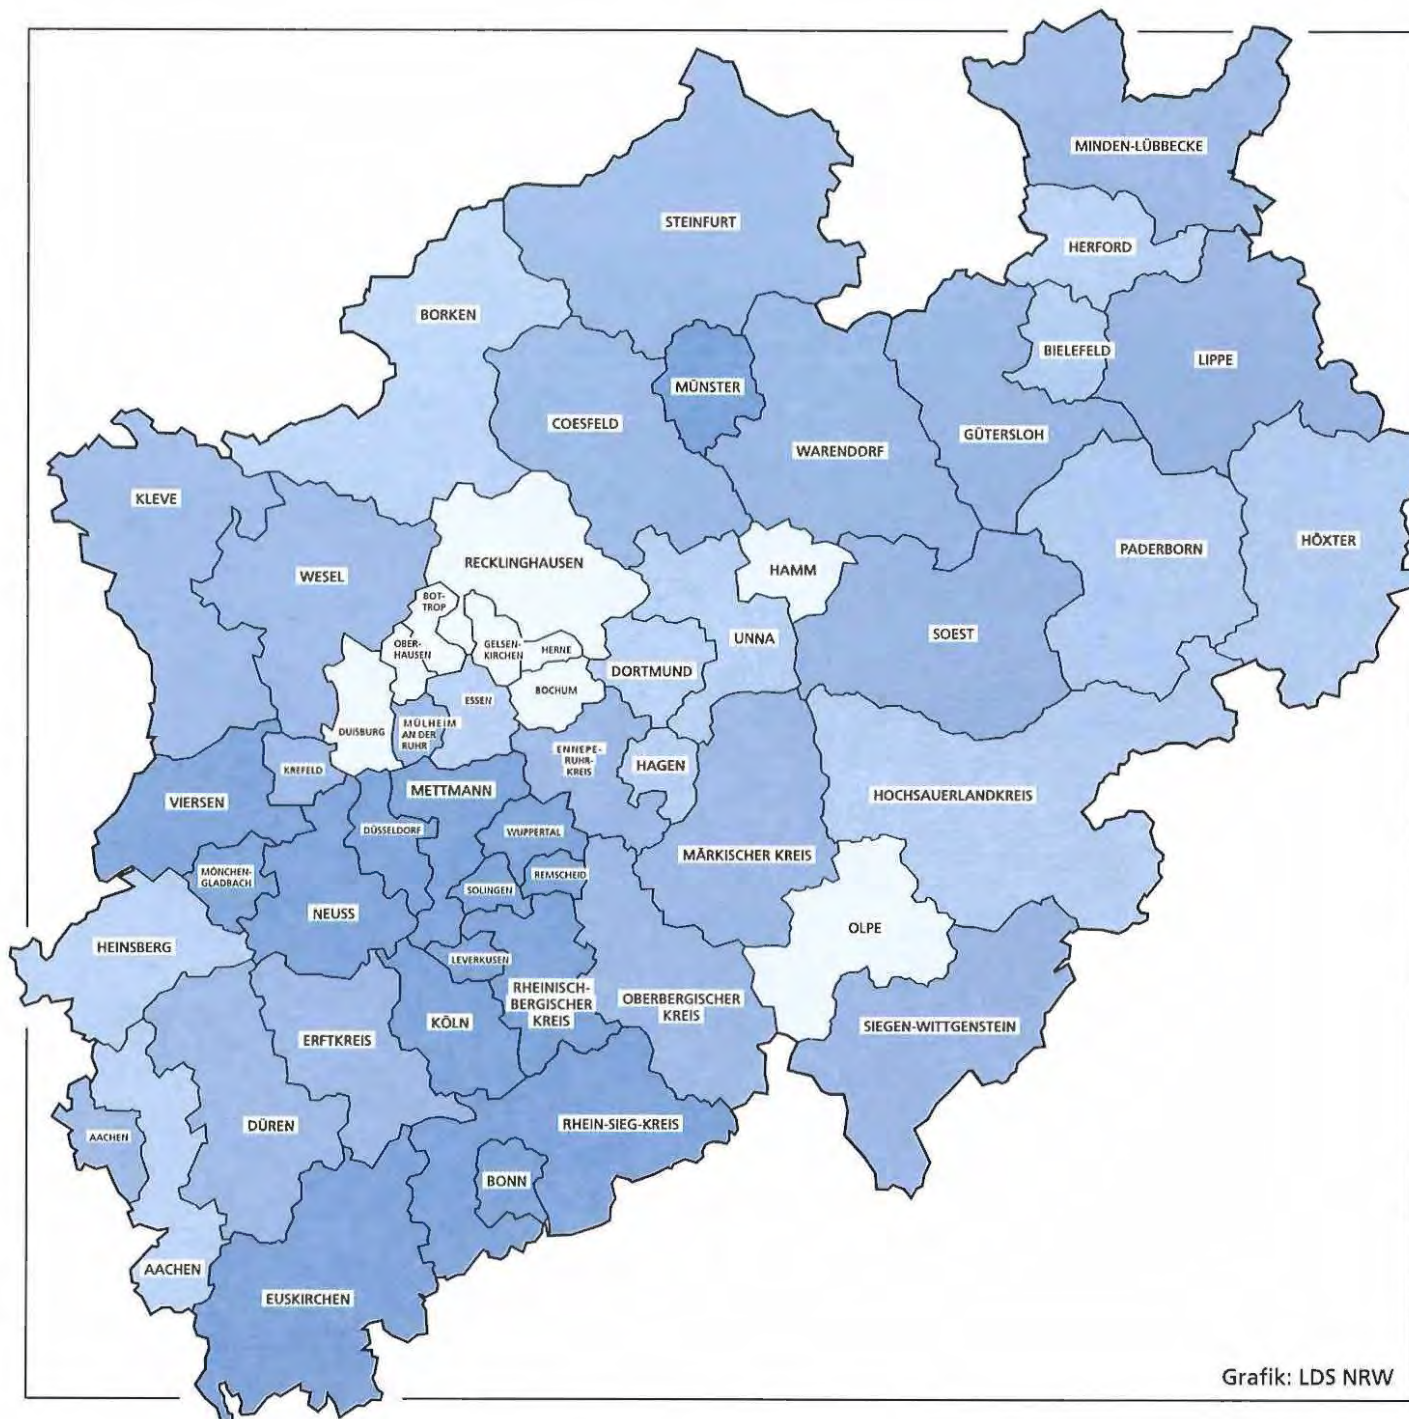 MINDEN-LÜBBECKE
STEINFURT
HERFORD
BORKEN
BIELEFELD
LIPPE
MÜNSTER
COESFELD
GÜTERSLOH
WARENDORF
KLEVE
HÖXTER
PADERBORN
RECKLINGHAUSEN
HAMM
WESEL
BOT-
TROP
SOEST
UNNA
OBER-
HAUSEN
GELSEN-
KIRCHEN
HERNE
DORTMUND
BOCHUM
ESSEN
DUISBURG
MÜLHEIM
AN DER
RUHR
ENNEPE-
RUHR-
KREIS
HAGEN
KREFELD
METTMANN
HOCHSAUERLANDKREIS
VIERSEN
DÜSSELDORF
WUPPERTAL
MÄRKISCHER KREIS
MÖNCHEN-
GLADBACH
REMSCHEID
SOLINGEN
NEUSS
OLPE
HEINSBERG
LEVERKUSEN
RHEINISCH-
BERGISCHER
KREIS
OBERBERGISCHER
KREIS
KÖLN
SIEGEN-WITTGENSTEIN
ERFTKREIS
DÜREN
RHEIN-SIEG-KREIS
AACHEN
BONN
AACHEN
EUSKIRCHEN
Grafik: LDS NRW